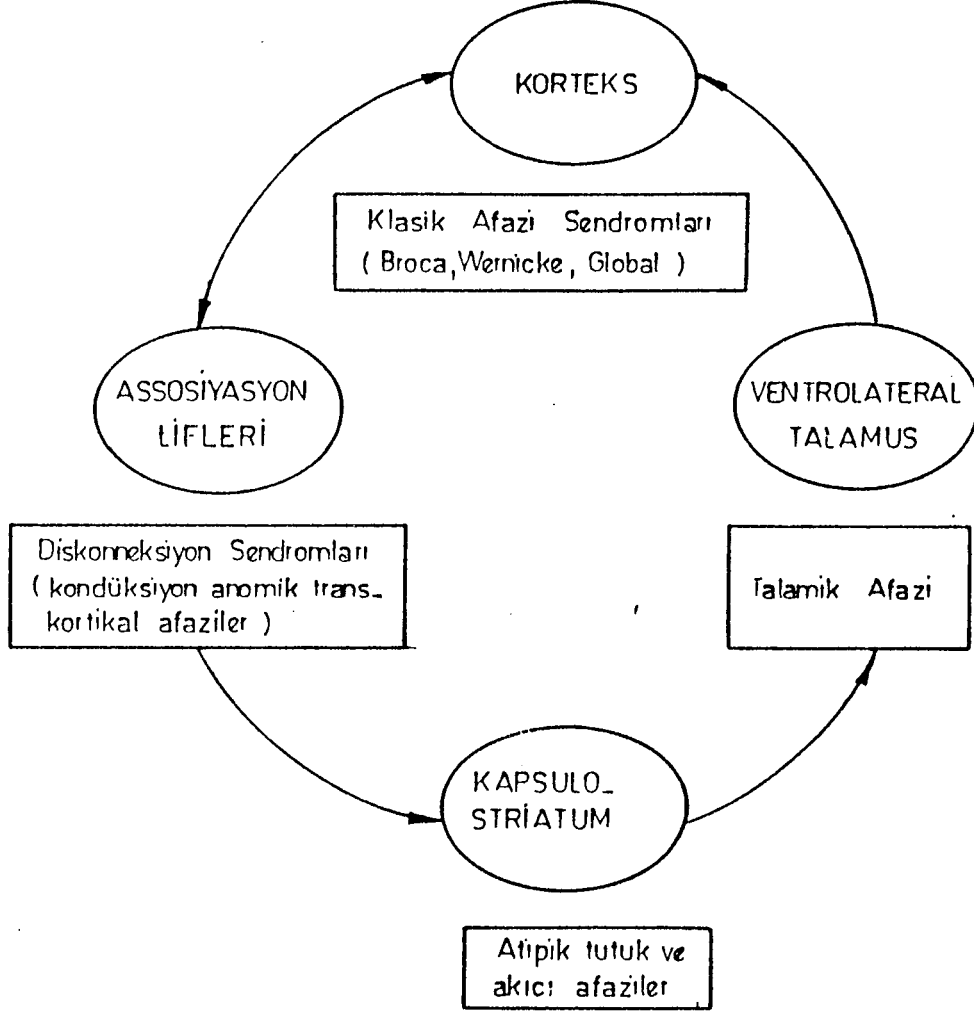 KORTEKS
Klasik Afazi Sendromları
( Broca, Wernicke, Global )
ASSOSİYASYON
LİFLERİ
VENTROLATERAL
TALAMUS
Diskonneksiyon Sendromları
( kondüksiyon anomik trans_
kortikal afaziler )
Talamik Afazi
KAPSULO_
STRİATUM
Atipik tutuk ve
akıcı afaziler